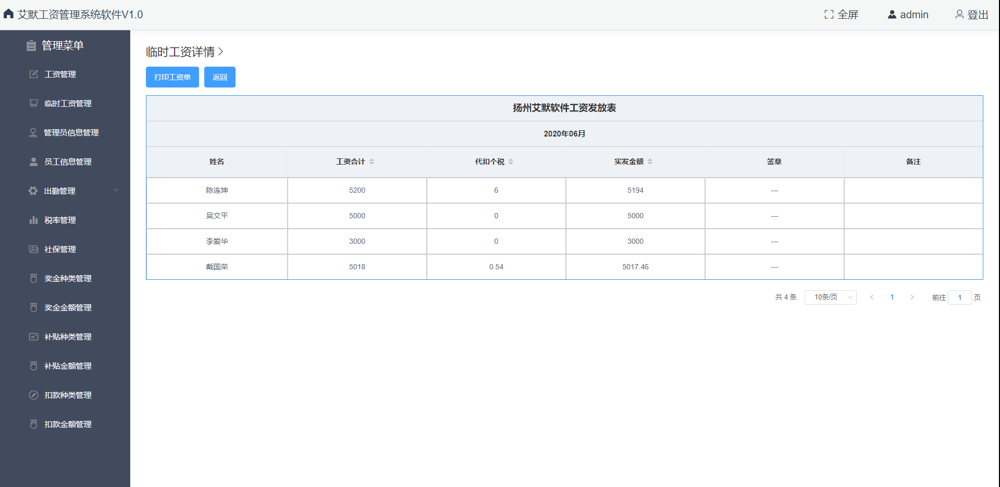 艾默工资管理系统软件V1.0 全屏 admin 登出
管理菜单
工资管理
临时工资管理
管理员信息管理
员工信息管理
出勤管理
税率管理
社保管理
奖金种类管理
奖金金额管理
补贴种类管理
补贴金额管理
扣款种类管理
扣款金额管理
临时工资详情
打印工资单 返回
扬州艾默软件工资发放表
2020年06月
姓名 工资合计 代扣个税 实发金额 签章 备注
陈连坤 5200 6 5194 ---
吴文平 5000 0 5000 ---
李爱华 3000 0 3000 ---
戴国荣 5018 0.54 5017.46 ---
共 4 条 10条/页 1 前往 1 页